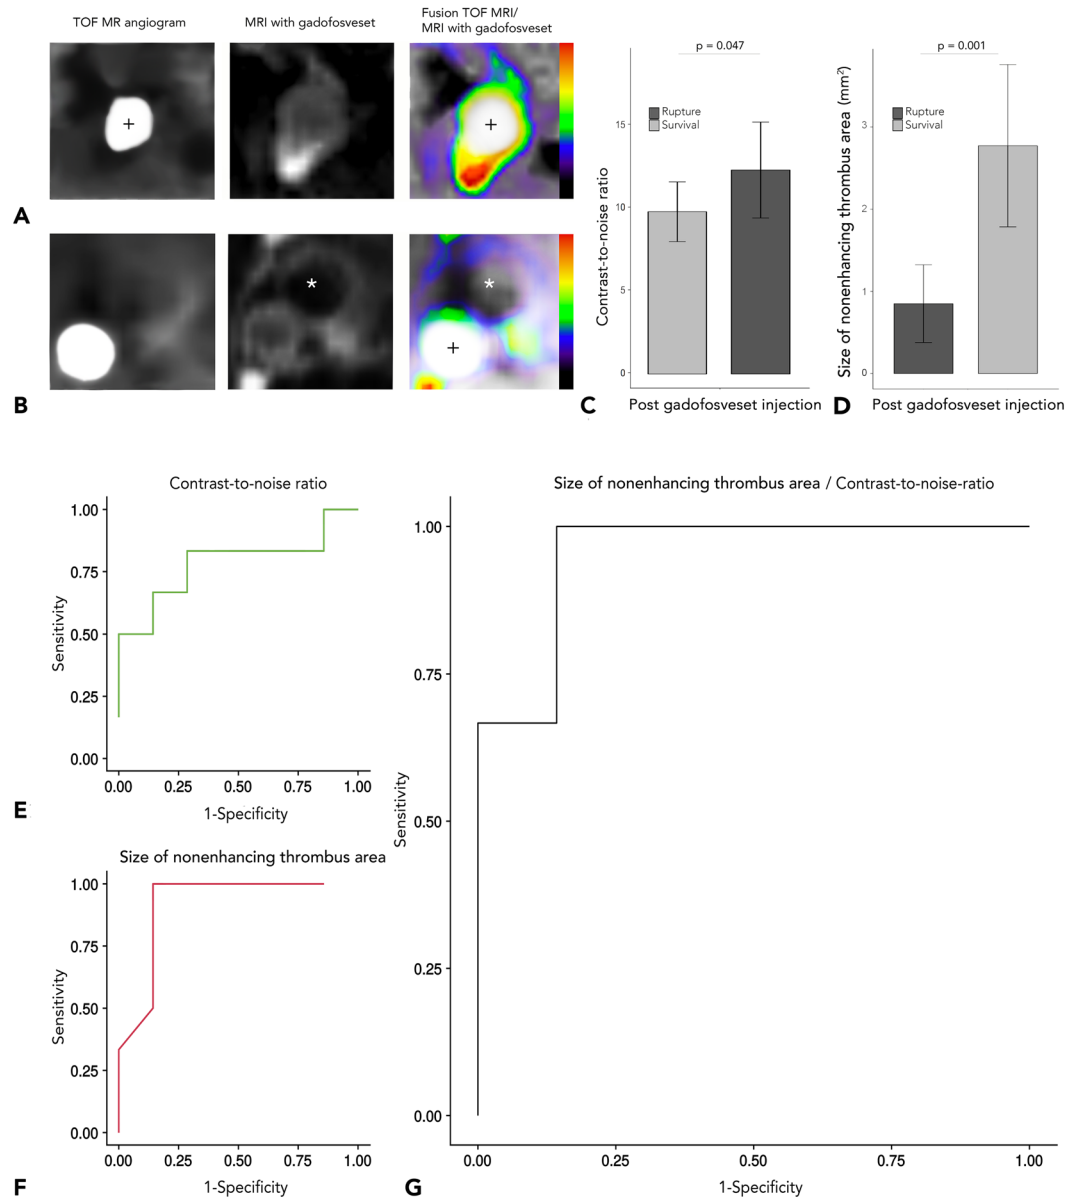 TOF MR angiogram
MRI with gadofosveset
Fusion TOF MRI/
MRI with gadofosveset
+
+
A
*
*
+
B
p = 0.047
Rupture
Survival
15
10
5
0
Contrast-to-noise ratio
C
Post gadofosveset injection
p = 0.001
Rupture
Survival
3
2
1
0
Size of nonenhancing thrombus area (mm²)
D
Post gadofosveset injection
Contrast-to-noise ratio
1.00
0.75
0.50
0.25
0.00
Sensitivity
0.00 0.25 0.50 0.75 1.00
1-Specificity
E
Size of nonenhancing thrombus area
1.00
0.75
0.50
0.25
0.00
Sensitivity
0.00 0.25 0.50 0.75 1.00
1-Specificity
F
Size of nonenhancing thrombus area / Contrast-to-noise-ratio
1.00
0.75
0.50
0.25
0.00
Sensitivity
0.00 0.25 0.50 0.75 1.00
1-Specificity
G